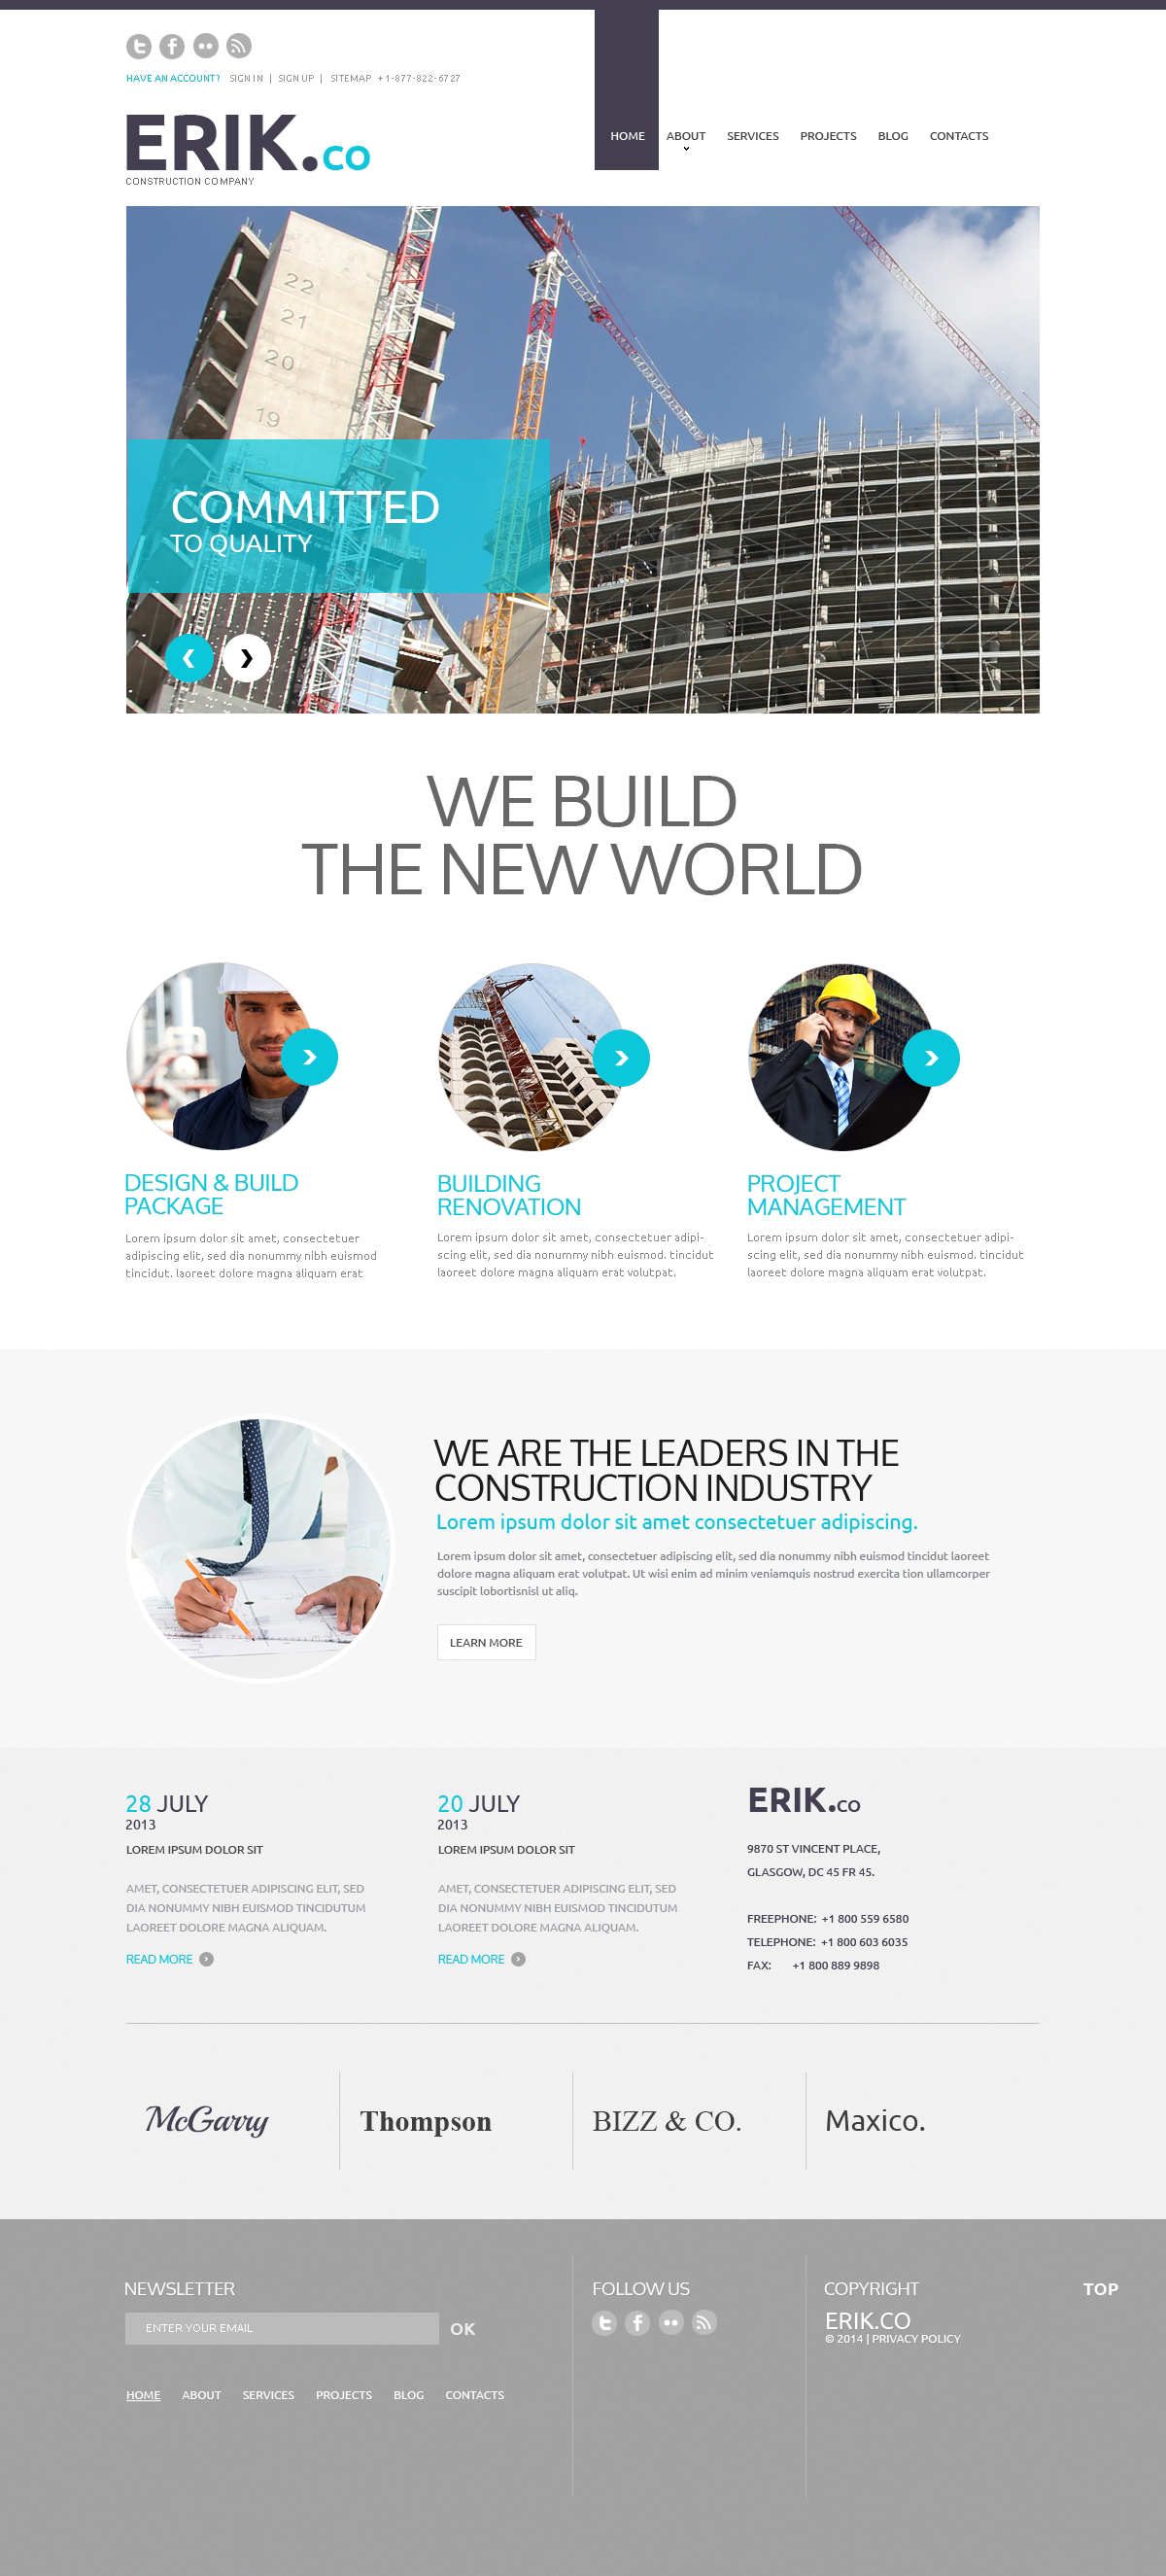 HAVE AN ACCOUNT? SIGN IN | SIGN UP | SITEMAP +1-877-822-6727
ERIK.co
CONSTRUCTION COMPANY
HOME ABOUT SERVICES PROJECTS BLOG CONTACTS
22
21
20
19
COMMITTED
TO QUALITY
WE BUILD
THE NEW WORLD
DESIGN & BUILD
PACKAGE
Lorem ipsum dolor sit amet, consectetuer
adipiscing elit, sed dia nonummy nibh euismod
tincidunt. laoreet dolore magna aliquam erat
BUILDING
RENOVATION
Lorem ipsum dolor sit amet, consectetuer adipi-
scing elit, sed dia nonummy nibh euismod. tincidut
laoreet dolore magna aliquam erat volutpat.
PROJECT
MANAGEMENT
Lorem ipsum dolor sit amet, consectetuer adipi-
scing elit, sed dia nonummy nibh euismod. tincidut
laoreet dolore magna aliquam erat volutpat.
WE ARE THE LEADERS IN THE
CONSTRUCTION INDUSTRY
Lorem ipsum dolor sit amet consectetuer adipiscing.
Lorem ipsum dolor sit amet, consectetuer adipiscing elit, sed dia nonummy nibh euismod tincidut laoreet
dolore magna aliquam erat volutpat. Ut wisi enim ad minim veniamquis nostrud exercita tion ullamcorper
suscipit lobortisnisl ut aliq.
LEARN MORE
28 JULY
2013
LOREM IPSUM DOLOR SIT
AMET, CONSECTETUER ADIPISCING ELIT, SED
DIA NONUMMY NIBH EUISMOD TINCIDUTUM
LAOREET DOLORE MAGNA ALIQUAM.
READ MORE
20 JULY
2013
LOREM IPSUM DOLOR SIT
AMET, CONSECTETUER ADIPISCING ELIT, SED
DIA NONUMMY NIBH EUISMOD TINCIDUTUM
LAOREET DOLORE MAGNA ALIQUAM.
READ MORE
ERIK.co
9870 ST VINCENT PLACE,
GLASGOW, DC 45 FR 45.
FREEPHONE: +1 800 559 6580
TELEPHONE: +1 800 603 6035
FAX: +1 800 889 9898
McGarry
Thompson
BIZZ & CO.
Maxico.
NEWSLETTER
ENTER YOUR EMAIL
OK
HOME ABOUT SERVICES PROJECTS BLOG CONTACTS
FOLLOW US
COPYRIGHT
ERIK.CO
© 2014 | PRIVACY POLICY
TOP